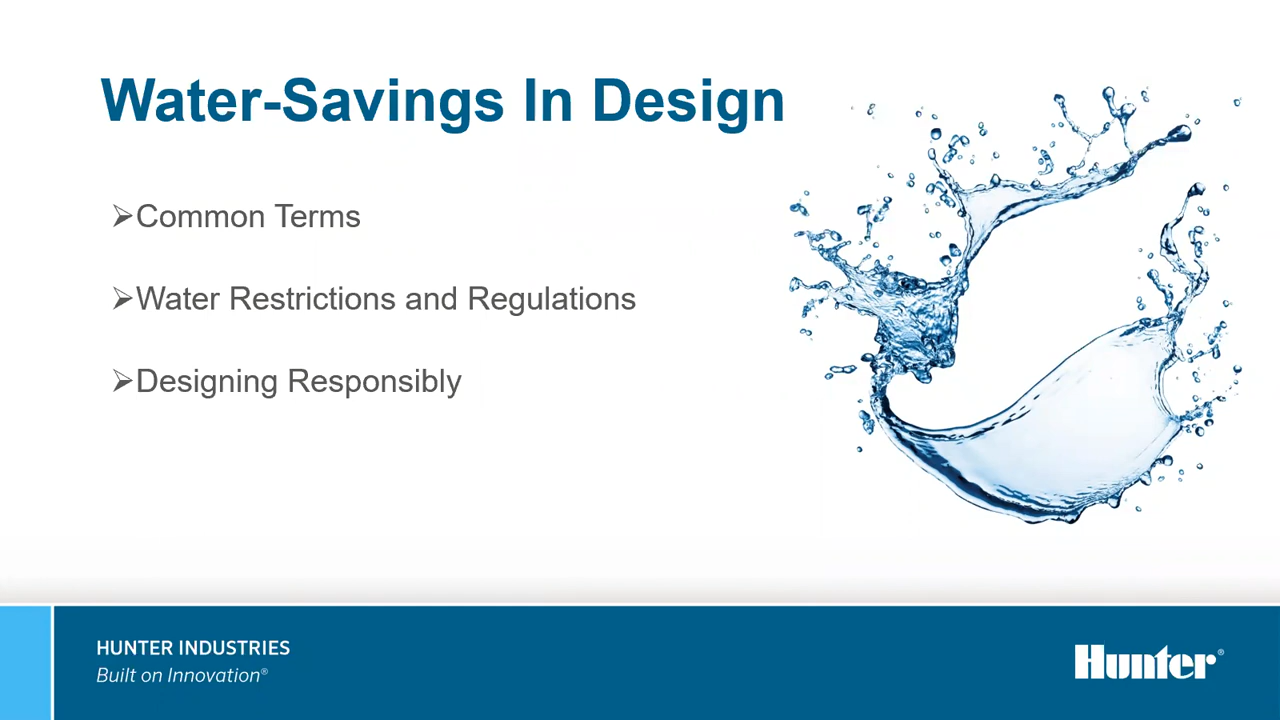 Water-Savings In Design
➢Common Terms
➢Water Restrictions and Regulations
➢Designing Responsibly
HUNTER INDUSTRIES
Built on Innovation®
Hunter®